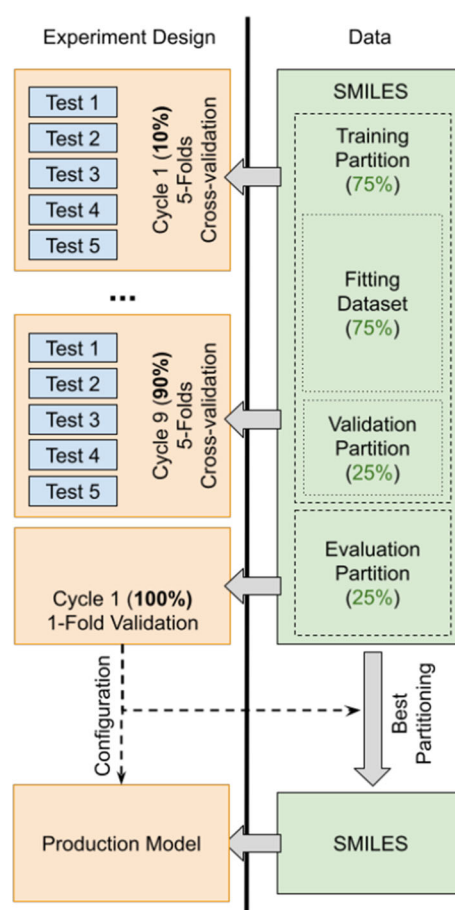 Experiment Design
Data
Test 1
Test 2
Test 3
Test 4
Test 5
Cycle 1 (10%)
5-Folds
Cross-validation
...
Test 1
Test 2
Test 3
Test 4
Test 5
Cycle 9 (90%)
5-Folds
Cross-validation
Cycle 1 (100%)
1-Fold Validation
Configuration
Production Model
SMILES
Training
Partition
(75%)
Fitting
Dataset
(75%)
Validation
Partition
(25%)
Evaluation
Partition
(25%)
Best
Partitioning
SMILES